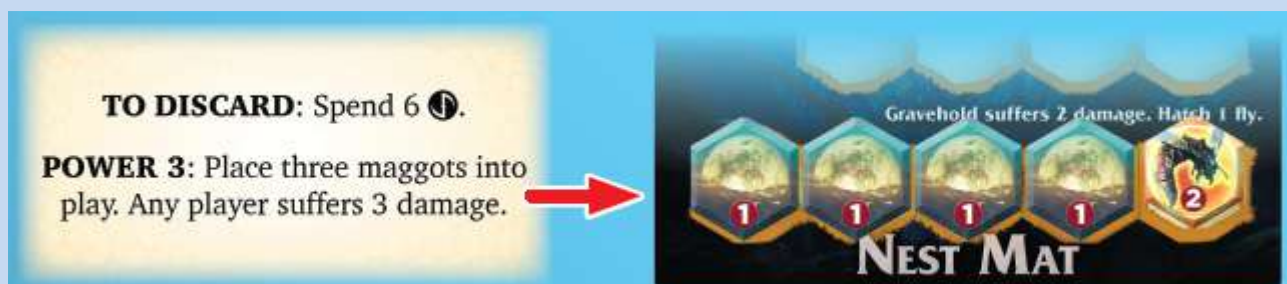 TO DISCARD: Spend 6 .
POWER 3: Place three maggots into
play. Any player suffers 3 damage.
Gravehold suffers 2 damage. Hatch 1 fly.
1 1 1 1 2
NEST MAT